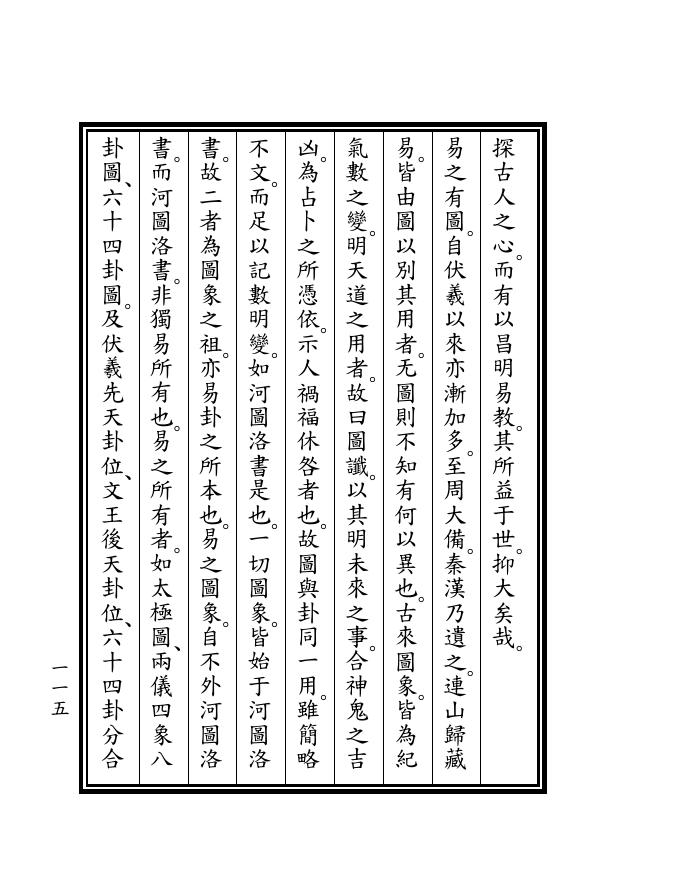 探古人之心。而有以昌明易教。其所益于世。抑大矣哉。
易之有圖。自伏羲以來亦漸加多。至周大備。秦漢乃遺之。連山歸藏
易。皆由圖以別其用者。无圖則不知有何以異也。古來圖象。皆為紀
氣數之變。明天道之用者。故曰圖讖。以其明未來之事。合神鬼之吉
凶。為占卜之所憑依。示人禍福休咎者也。故圖與卦同一用。雖簡略
不文。而足以記數明變。如河圖洛書是也。一切圖象。皆始于河圖洛
書。故二者為圖象之祖。亦易卦之所本也。易之圖象。自不外河圖洛
書。而河圖洛書。非獨易所有也。易之所有者。如太極圖、兩儀四象八
卦圖、六十四卦圖。及伏羲先天卦位、文王後天卦位、六十四卦分合
一一五